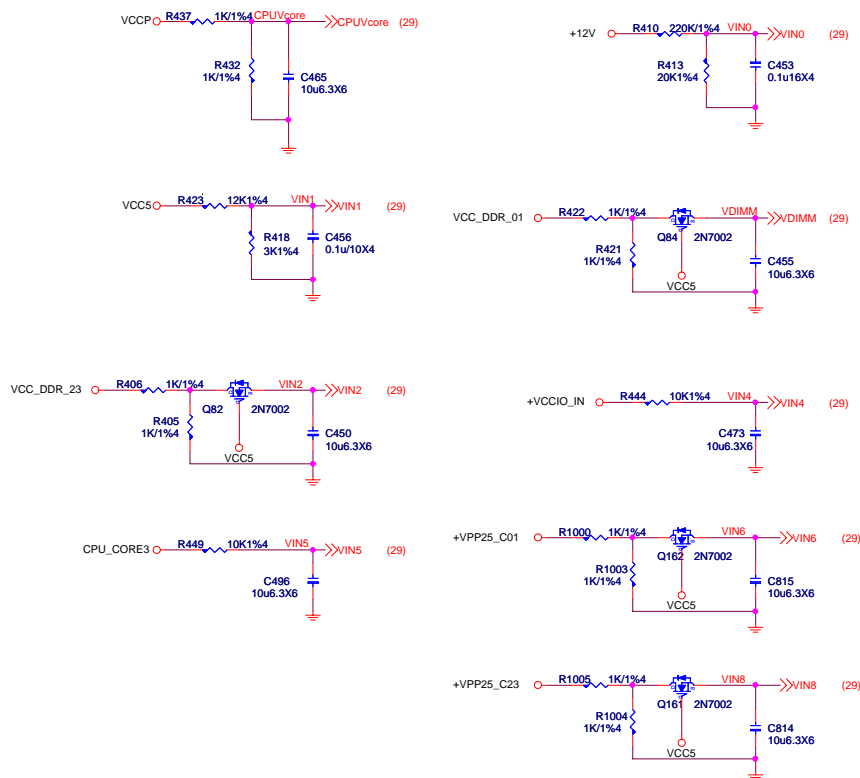 VCCP R437 1K/1%4 CPUVcore CPUVcore (29)
R432
1K/1%4
C465
10u6.3X6
+12V R410 220K/1%4 VIN0 VIN0 (29)
R413
20K1%4
C453
0.1u16X4
VCC5 R423 12K1%4 VIN1 VIN1 (29)
R418
3K1%4
C456
0.1u/10X4
VCC_DDR_01 R422 1K/1%4 VDIMM VDIMM (29)
R421
1K/1%4
Q84 2N7002
VCC5
C455
10u6.3X6
VCC_DDR_23 R406 1K/1%4 VIN2 VIN2 (29)
R405
1K/1%4
Q82 2N7002
VCC5
C450
10u6.3X6
+VCCIO_IN R444 10K1%4 VIN4 VIN4 (29)
C473
10u6.3X6
CPU_CORE3 R449 10K1%4 VIN5 VIN5 (29)
C496
10u6.3X6
+VPP25_C01 R1000 1K/1%4 VIN6 VIN6 (29)
R1003
1K/1%4
Q162 2N7002
VCC5
C815
10u6.3X6
+VPP25_C23 R1005 1K/1%4 VIN8 VIN8 (29)
R1004
1K/1%4
Q161 2N7002
VCC5
C814
10u6.3X6